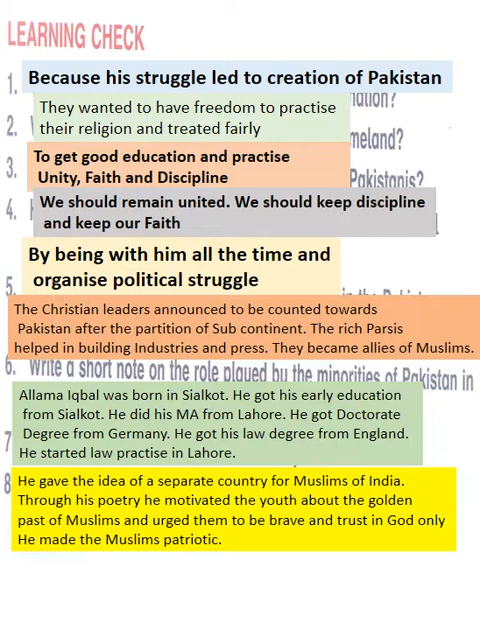 LEARNING CHECK
1. Because his struggle led to creation of Pakistan
nation?
They wanted to have freedom to practise
2. their religion and treated fairly
meland?
3. To get good education and practise
Unity, Faith and Discipline
Pakistanis?
4. We should remain united. We should keep discipline
and keep our Faith
By being with him all the time and
organise political struggle
5.
The Christian leaders announced to be counted towards
Pakistan after the partition of Sub continent. The rich Parsis
helped in building Industries and press. They became allies of Muslims.
6. Write a short note on the role played by the minorities of Pakistan in
Allama Iqbal was born in Sialkot. He got his early education
from Sialkot. He did his MA from Lahore. He got Doctorate
7 Degree from Germany. He got his law degree from England.
He started law practise in Lahore.
8 He gave the idea of a separate country for Muslims of India.
Through his poetry he motivated the youth about the golden
past of Muslims and urged them to be brave and trust in God only
He made the Muslims patriotic.